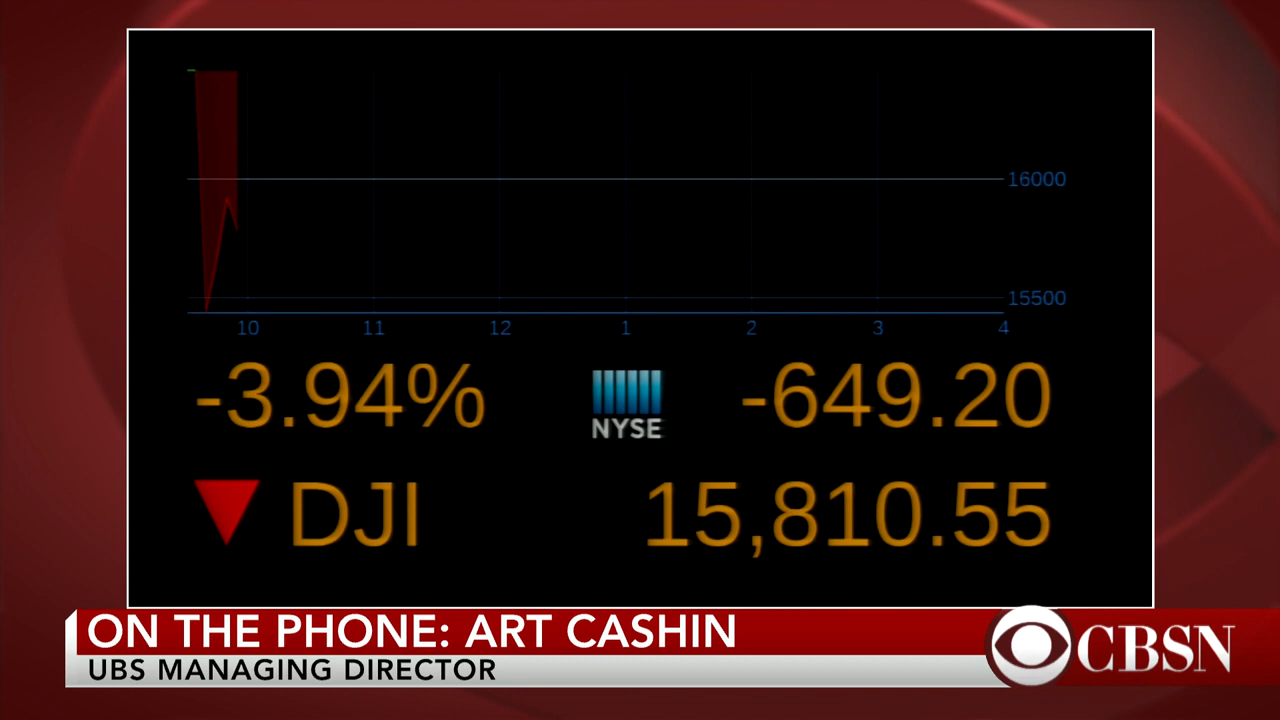 16000
15500
10 11 12 1 2 3 4
-3.94% NYSE -649.20
DJI 15,810.55
ON THE PHONE: ART CASHIN
UBS MANAGING DIRECTOR
CBSN